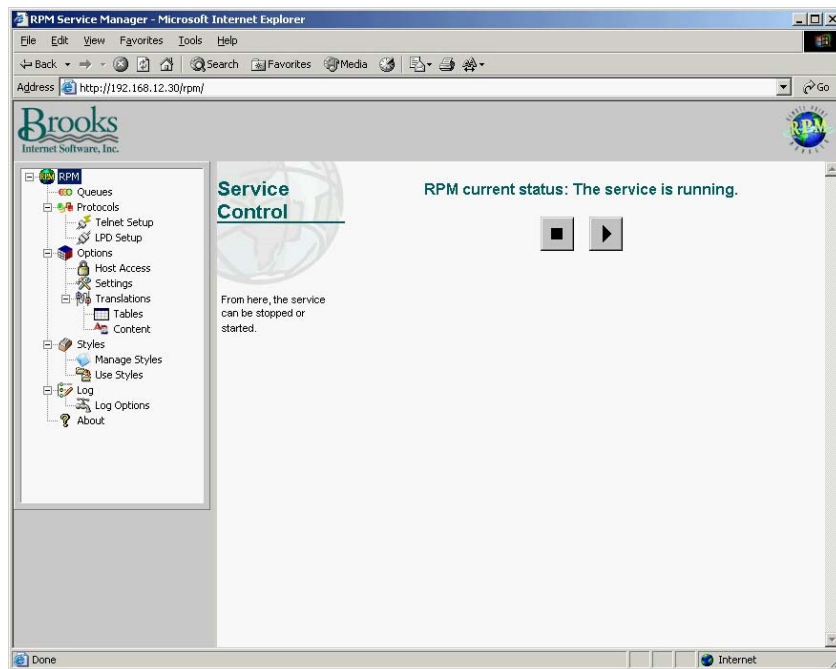 RPM Service Manager - Microsoft Internet Explorer
File Edit View Favorites Tools Help
Back Search Favorites Media
Address http://192.168.12.30/rpm/ Go
Brooks
Internet Software, Inc.
RPM
RPM
Queues
Protocols
Telnet Setup
LPD Setup
Options
Host Access
Settings
Translations
Tables
Content
Styles
Manage Styles
Use Styles
Log
Log Options
About
Service
Control
From here, the service
can be stopped or
started.
RPM current status: The service is running.
Done Internet